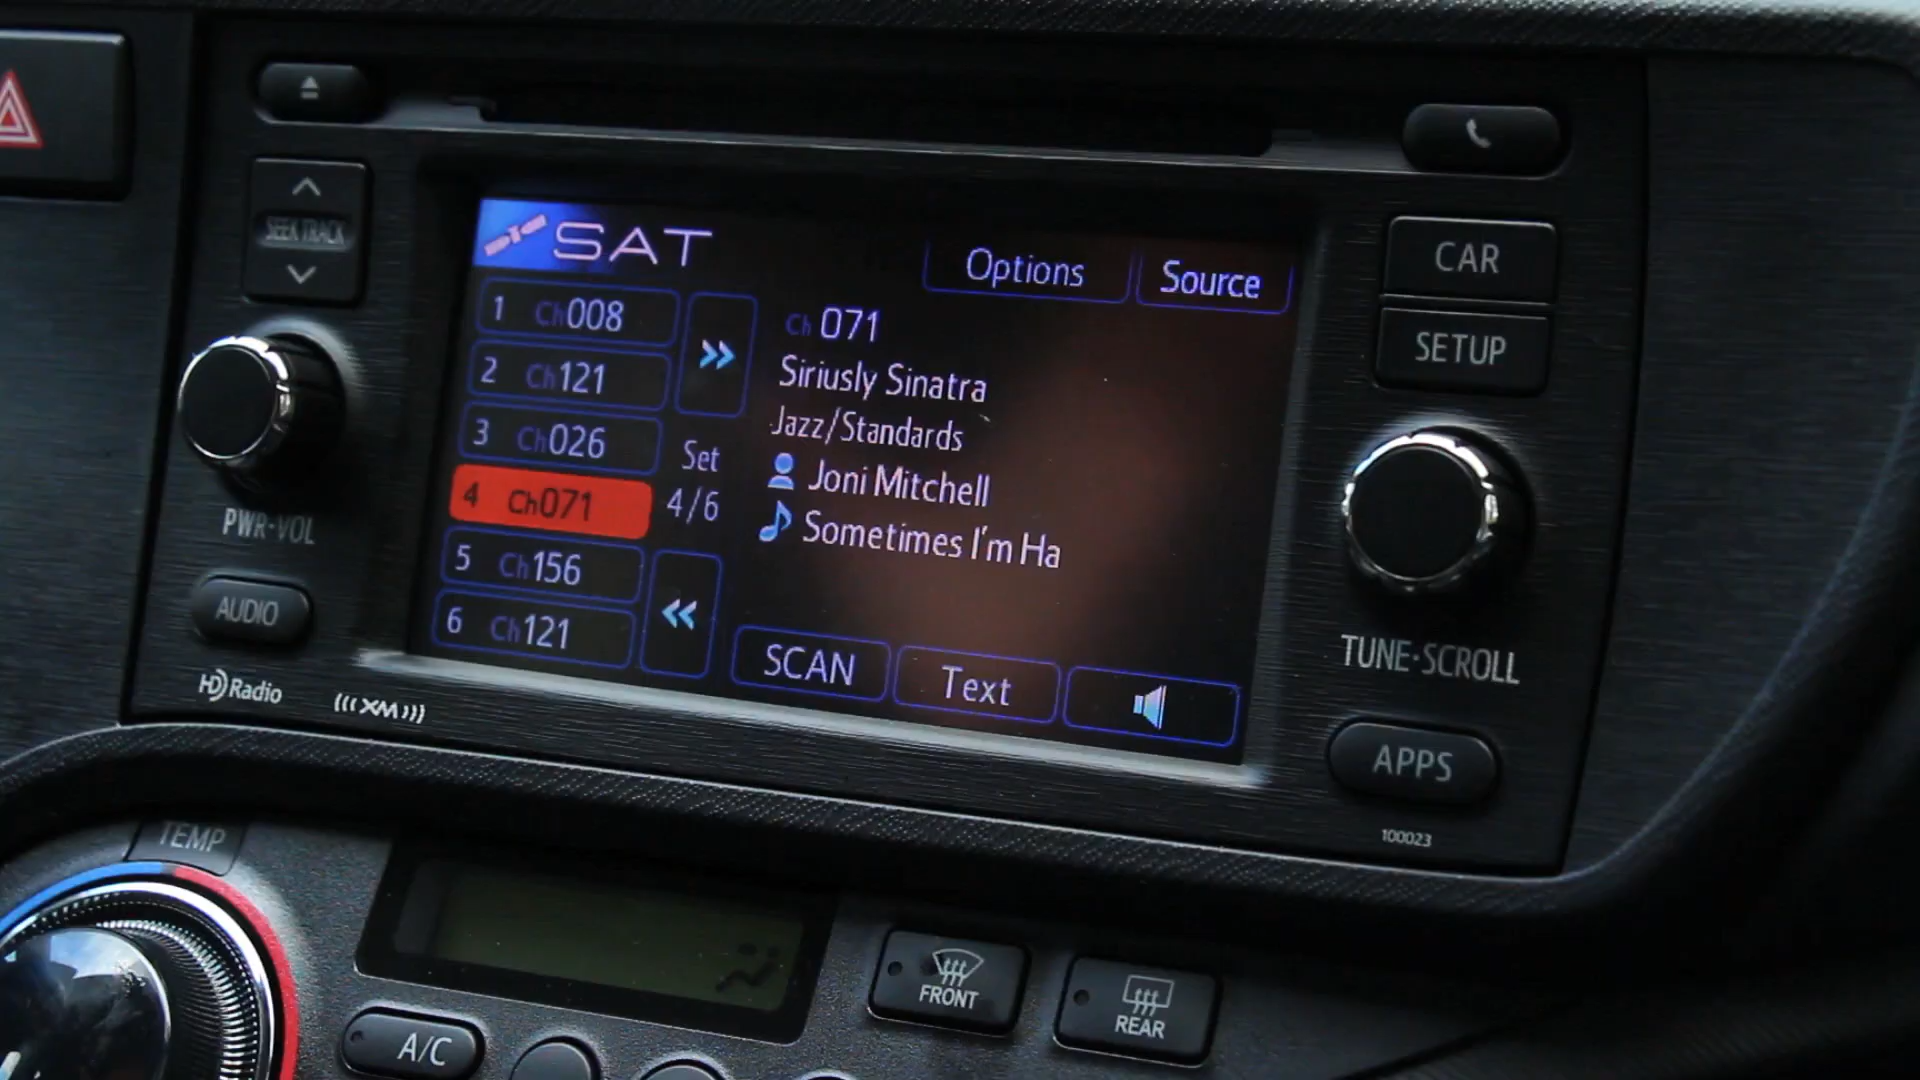 SEEK TRACK
PWR·VOL
AUDIO
HD Radio
(((XM)))
SAT
Options
Source
1 Ch008
2 Ch121
3 Ch026
4 Ch071
5 Ch156
6 Ch121
Set
4/6
Ch 071
Siriusly Sinatra
Jazz/Standards
Joni Mitchell
Sometimes I'm Ha
SCAN
Text
CAR
SETUP
TUNE·SCROLL
APPS
100023
TEMP
A/C
FRONT
REAR